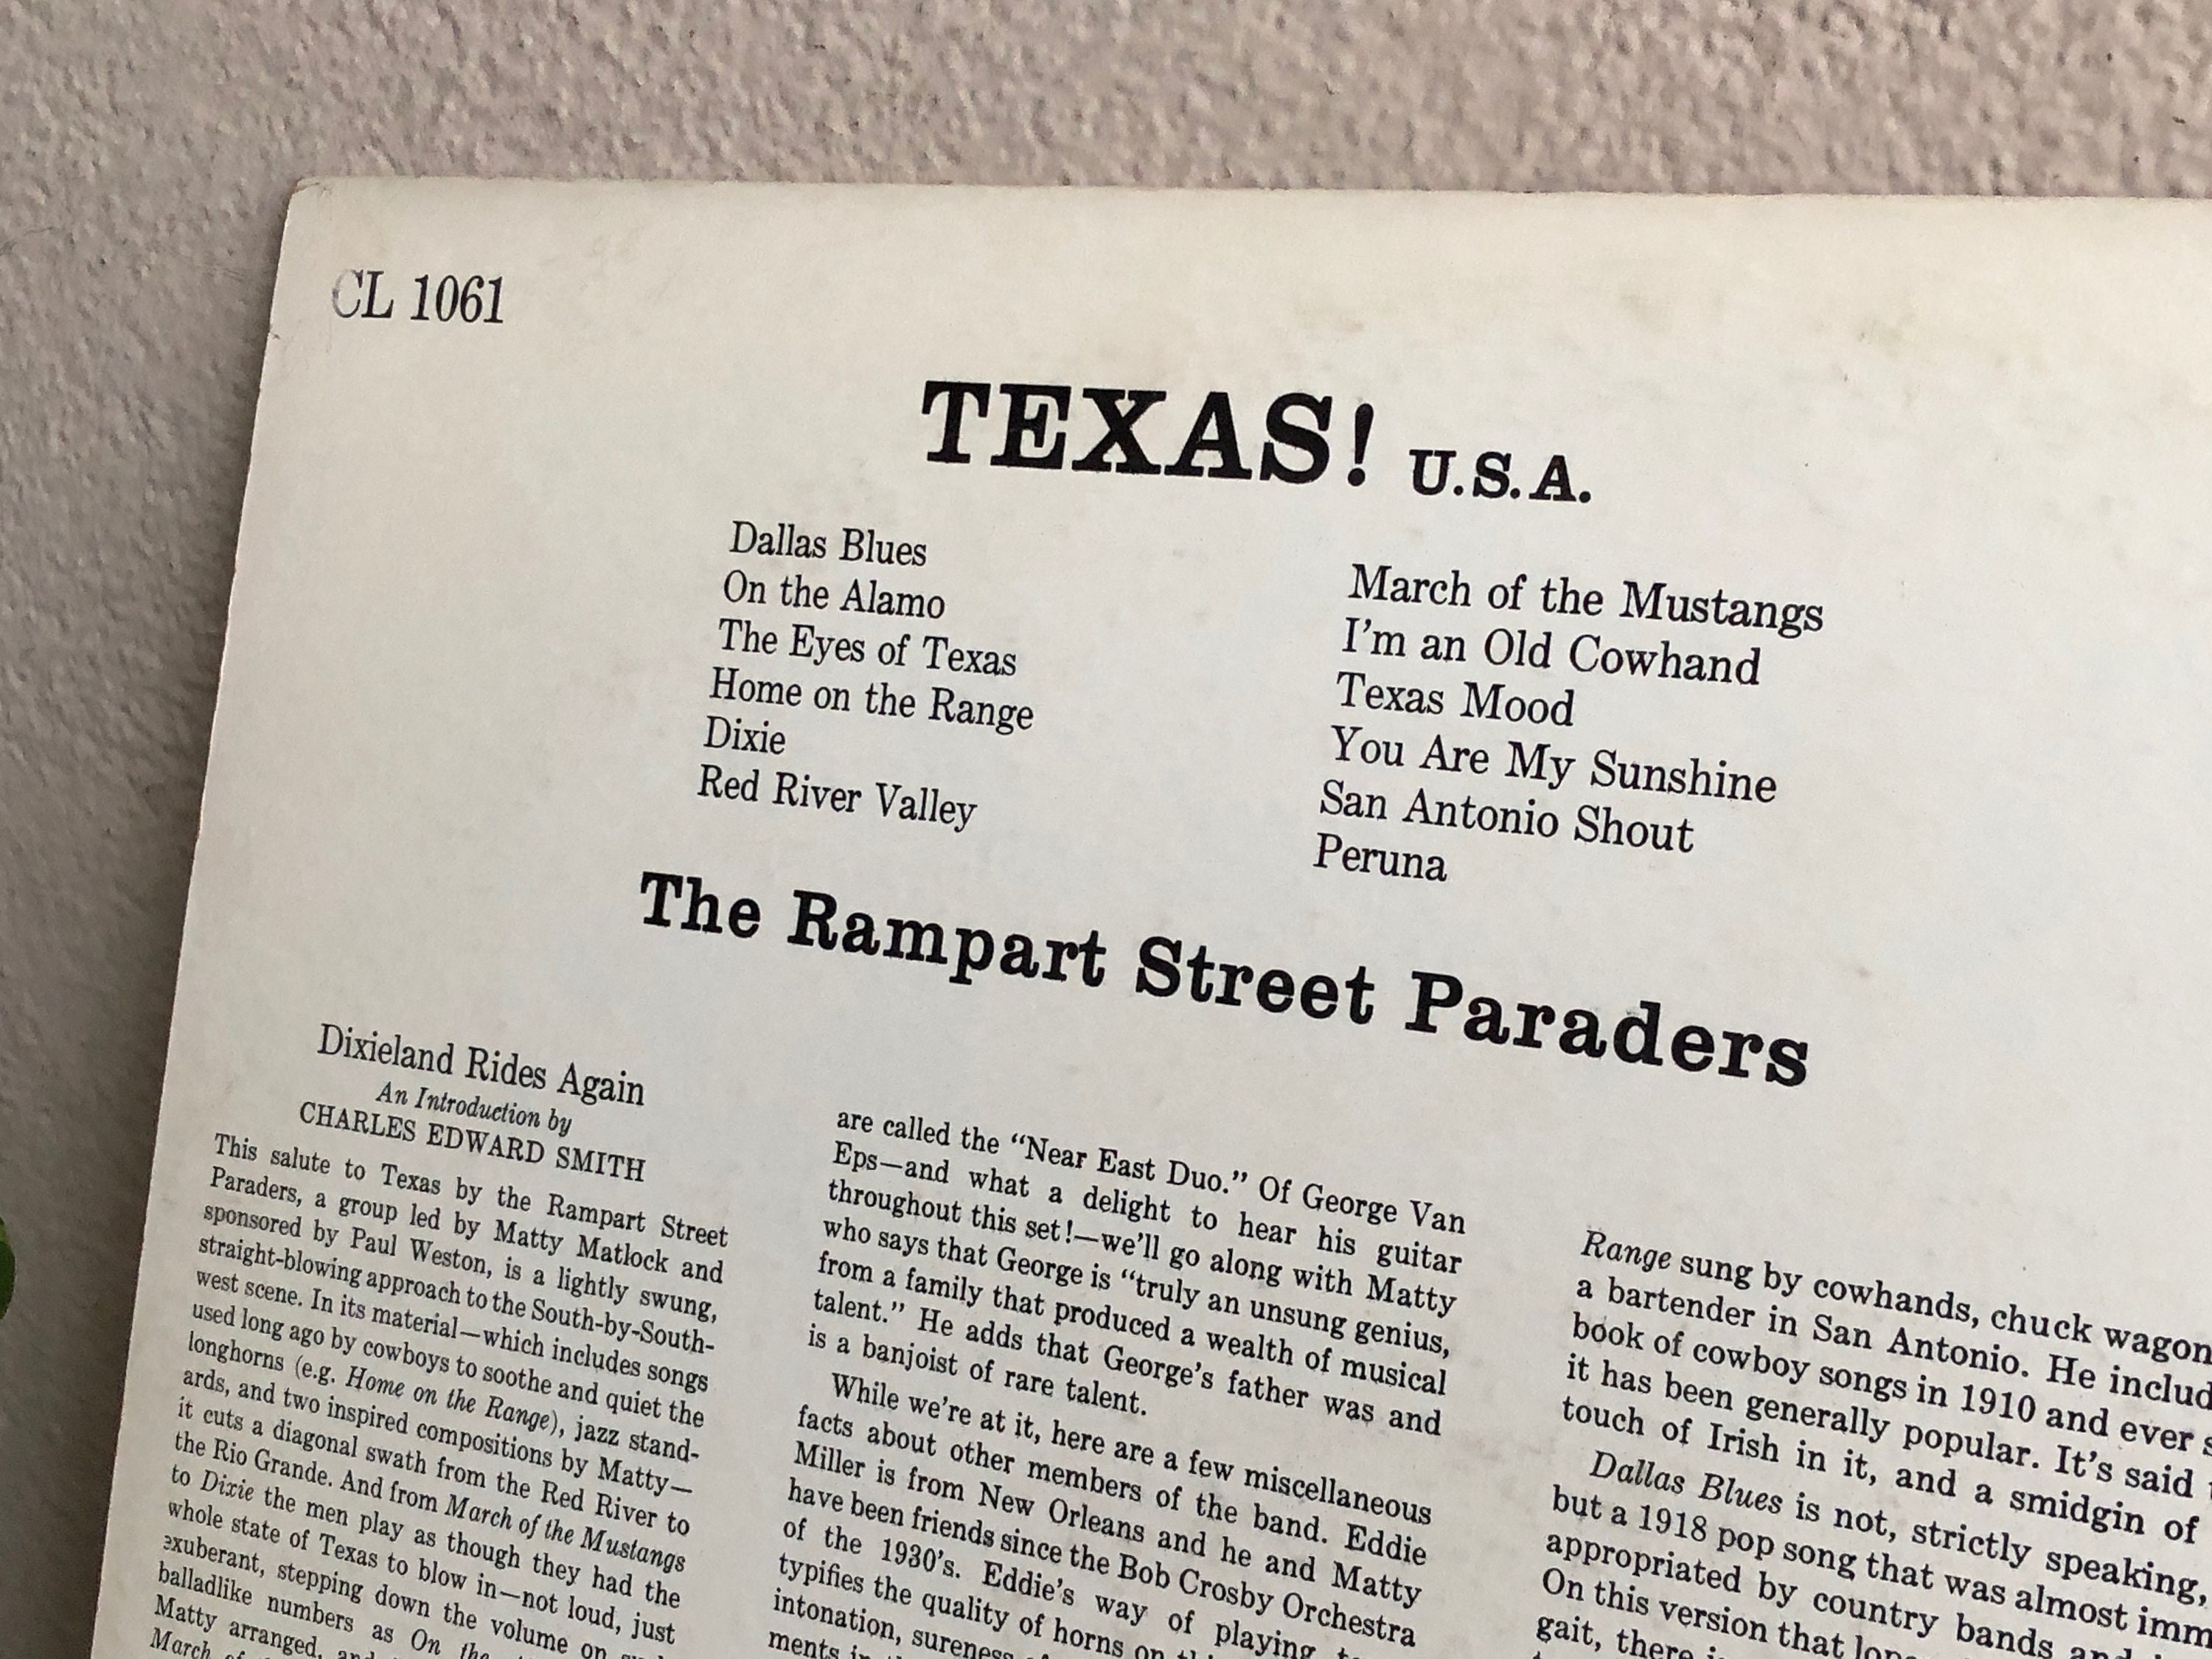 CL 1061
TEXAS! U.S.A.
Dallas Blues
On the Alamo
The Eyes of Texas
Home on the Range
Dixie
Red River Valley
March of the Mustangs
I'm an Old Cowhand
Texas Mood
You Are My Sunshine
San Antonio Shout
Peruna
The Rampart Street Paraders
Dixieland Rides Again
An Introduction by
CHARLES EDWARD SMITH
This salute to Texas by the Rampart Street
Paraders, a group led by Matty Matlock and
sponsored by Paul Weston, is a lightly swung,
straight-blowing approach to the South-by-South-
west scene. In its material—which includes songs
used long ago by cowboys to soothe and quiet the
longhorns (e.g. Home on the Range), jazz stand-
ards, and two inspired compositions by Matty—
it cuts a diagonal swath from the Red River to
the Rio Grande. And from March of the Mustangs
to Dixie the men play as though they had the
whole state of Texas to blow in—not loud, just
exuberant, stepping down the volume on
balladlike numbers as On the
Matty arranged, and
March of
are called the "Near East Duo." Of George Van
Eps—and what a delight to hear his guitar
throughout this set!—we'll go along with Matty
who says that George is "truly an unsung genius,
from a family that produced a wealth of musical
talent." He adds that George's father was and
is a banjoist of rare talent.
While we're at it, here are a few miscellaneous
facts about other members of the band. Eddie
Miller is from New Orleans and he and Matty
have been friends since the Bob Crosby Orchestra
of the 1930's. Eddie's way of playing
typifies the quality of horns on
intonation, sureness
Range sung by cowhands, chuck wagon
a bartender in San Antonio. He
book of cowboy songs in 1910 and ever
it has been generally popular. It's said
touch of Irish in it, and a smidgin of
Dallas Blues is not, strictly speaking,
but a 1918 pop song that was almost
appropriated by country bands and
On this version that
gait, there